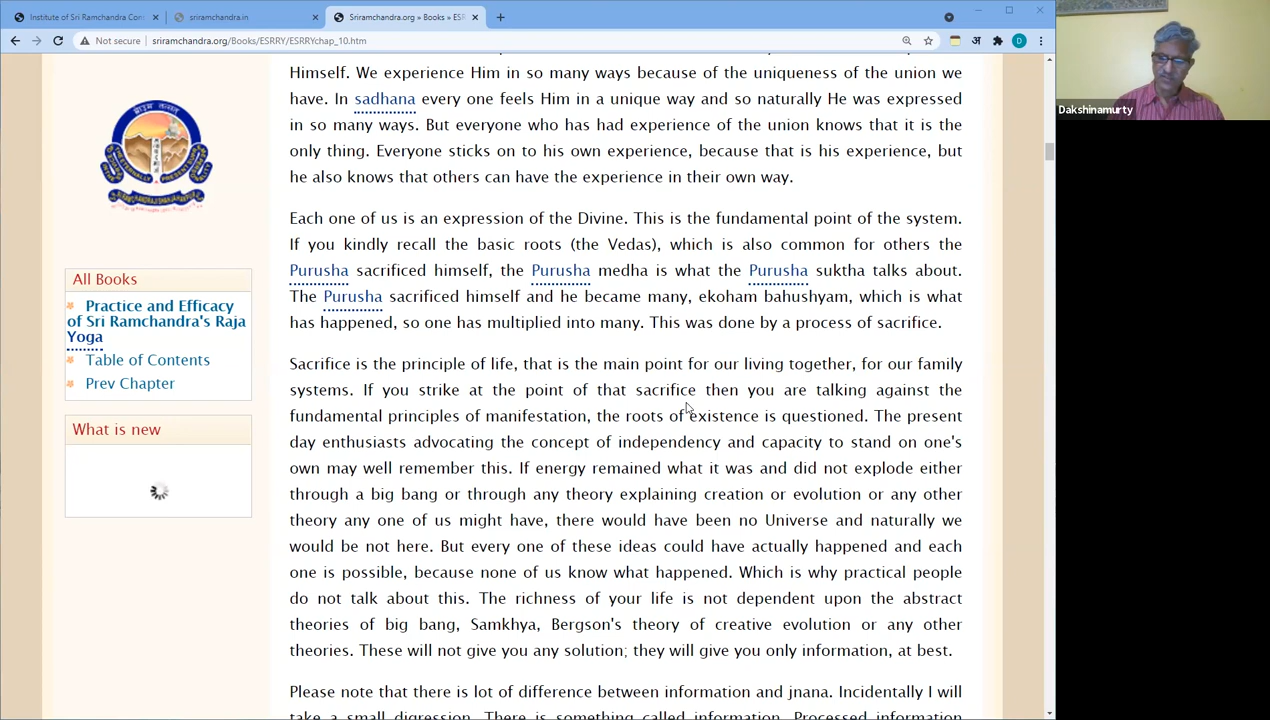 Institute of Sri Ramchandra Con
sriramchandra.in
Sriramchandra.org » Books » ESR
Not secure
sriramchandra.org/Books/ESRRY/ESRRYchap_10.htm
अ
D
Dakshinamurty
All Books
Practice and Efficacy
of Sri Ramchandra's Raja
Yoga
Table of Contents
Prev Chapter
What is new
Himself. We experience Him in so many ways because of the uniqueness of the union we
have. In sadhana every one feels Him in a unique way and so naturally He was expressed
in so many ways. But everyone who has had experience of the union knows that it is the
only thing. Everyone sticks on to his own experience, because that is his experience, but
he also knows that others can have the experience in their own way.
Each one of us is an expression of the Divine. This is the fundamental point of the system.
If you kindly recall the basic roots (the Vedas), which is also common for others the
Purusha sacrificed himself, the Purusha medha is what the Purusha suktha talks about.
The Purusha sacrificed himself and he became many, ekoham bahushyam, which is what
has happened, so one has multiplied into many. This was done by a process of sacrifice.
Sacrifice is the principle of life, that is the main point for our living together, for our family
systems. If you strike at the point of that sacrifice then you are talking against the
fundamental principles of manifestation, the roots of existence is questioned. The present
day enthusiasts advocating the concept of independency and capacity to stand on one's
own may well remember this. If energy remained what it was and did not explode either
through a big bang or through any theory explaining creation or evolution or any other
theory any one of us might have, there would have been no Universe and naturally we
would be not here. But every one of these ideas could have actually happened and each
one is possible, because none of us know what happened. Which is why practical people
do not talk about this. The richness of your life is not dependent upon the abstract
theories of big bang, Samkhya, Bergson's theory of creative evolution or any other
theories. These will not give you any solution; they will give you only information, at best.
Please note that there is lot of difference between information and jnana. Incidentally I will
take a small digression. There is something called information. Processed information